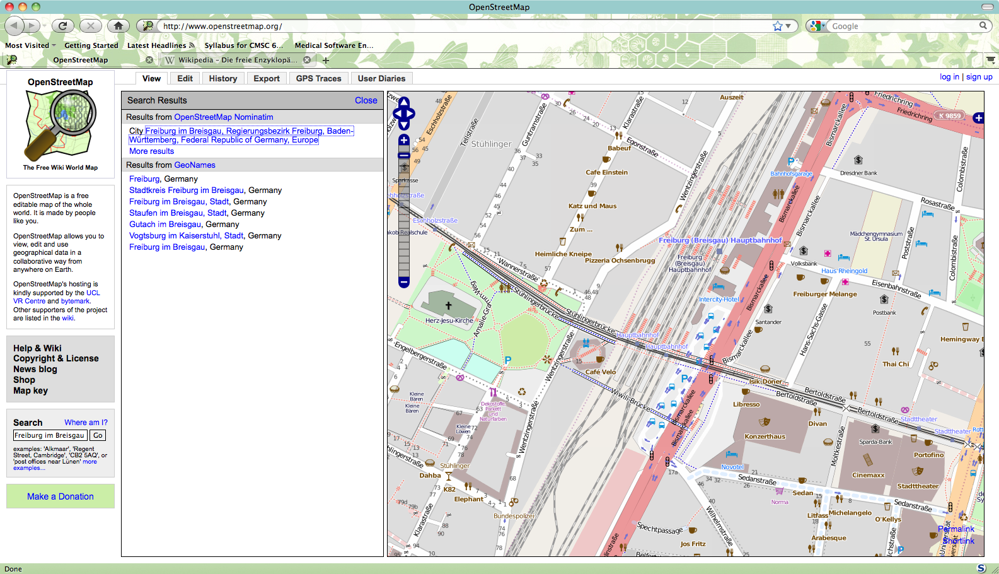 OpenStreetMap
http://www.openstreetmap.org/
Google
Most Visited
Getting Started
Latest Headlines
Syllabus for CMSC 6...
Medical Software En...
OpenStreetMap
Wikipedia – Die freie Enzyklopä...
OpenStreetMap
The Free Wiki World Map
OpenStreetMap is a free
editable map of the whole
world. It is made by people
like you.
OpenStreetMap allows you to
view, edit and use
geographical data in a
collaborative way from
anywhere on Earth.
OpenStreetMap's hosting is
kindly supported by the UCL
VR Centre and bytemark.
Other supporters of the project
are listed in the wiki.
Help & Wiki
Copyright & License
News blog
Shop
Map key
Search
Where am I?
Freiburg im Breisgau
Go
examples: 'Alkmaar', 'Regent
Street, Cambridge', 'CB2 5AQ', or
'post offices near Lünen' more
examples...
Make a Donation
View
Edit
History
Export
GPS Traces
User Diaries
log in | sign up
Search Results
Close
Results from OpenStreetMap Nominatim
City Freiburg im Breisgau, Regierungsbezirk Freiburg, Baden-
Württemberg, Federal Republic of Germany, Europe
More results
Results from GeoNames
Freiburg, Germany
Stadtkreis Freiburg im Breisgau, Germany
Freiburg im Breisgau, Stadt, Germany
Staufen im Breisgau, Stadt, Germany
Gutach im Breisgau, Germany
Vogtsburg im Kaiserstuhl, Stadt, Germany
Freiburg im Breisgau, Germany
Eschholzstraße
Tellstraße
Guntramstraße
Klarastraße
Auszeit
Friedrichring
Friedrichring
K 9859
Bismarckallee
Stühlinger
Babeuf
Egonstraße
Cafe Einstein
Wentzingerstraße
Bahnhofsgarage
Dresdner Bank
Colombistraße
Sparkasse
Katz und Maus
Rosastraße
Eschholzstraße
Zum ...
Bismarckallee
Bismarckallee
Mädchengymnasium
St. Ursula
Poststraße
Freiburg (Breisgau) Hauptbahnhof
Heimliche Kneipe
Pizzeria Ochsenbrugg
Freiburg
(Breisgau)
Hauptbahnhof
Volksbank
Haus Rheingold
Colombistraße
Wannerstraße
Freiburger Melange
Eisenbahnstraße
Intercity-Hotel
Bismarckallee
Stühlingerbrücke
Stühlingerbrücke
Herz-Jesu-Kirche
Santander
Postbank
Hans-Sachs-Gasse
Hauptbahnhof
Hauptbahnhof
Bismarckallee
Engelbergerstraße
Wentzingerstraße
Café Velo
Thai Chi
Isik-Döner
Kleine
Bären
Kleine
Bären
Dekostoffe,
Parkett
und
Naturfarben
Wiwili-Brücke
Bismarckallee
Bismarckallee
Libresso
Bertoldstraße
Bertoldstraße
Bertoldstraße
Stadttheater
Stadttheater
Kleine
Löwen
Wentzingerstraße
Konzerthaus
Divan
Sparda-Bank
Moltkestraße
Portofino
Stühlinger
Dahba
K82
Elephant
Novotel
Cinemaxx
Stadttheater
Sedanstraße
Sedan
Norma
Sedanstraße
Bundespolizei
Klarastraße
Wilhelmstraße
Litfass
Michelangelo
O'Kellys
Spechtpassage
Jos Fritz
Arabesque
Permalink
Shortlink
Done